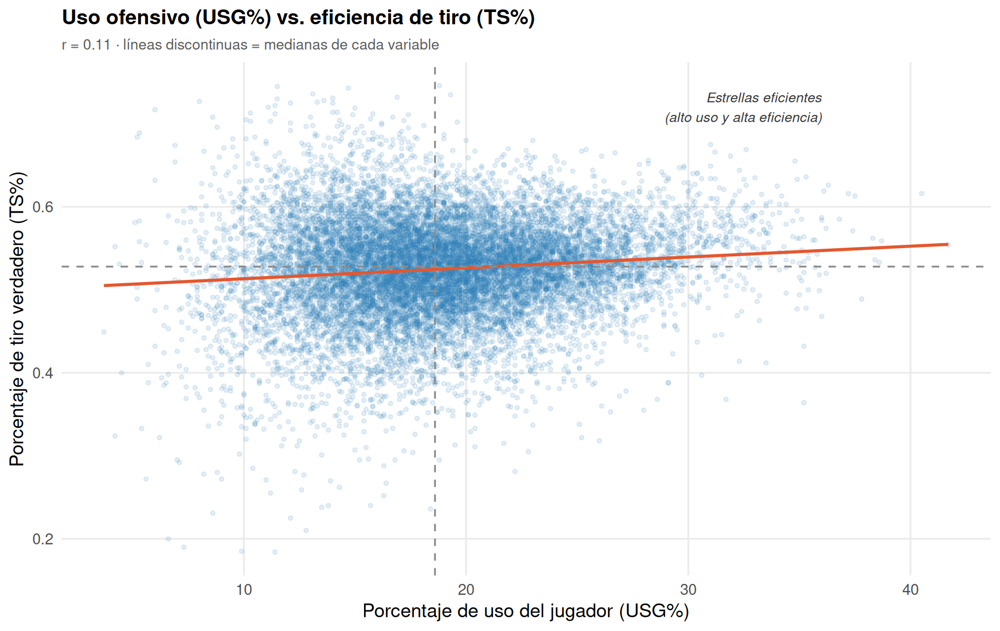 Uso ofensivo (USG%) vs. eficiencia de tiro (TS%)
r = 0.11 · líneas discontinuas = medianas de cada variable
Estrellas eficientes
(alto uso y alta eficiencia)
Porcentaje de tiro verdadero (TS%)
0.6
0.4
0.2
10
20
30
40
Porcentaje de uso del jugador (USG%)